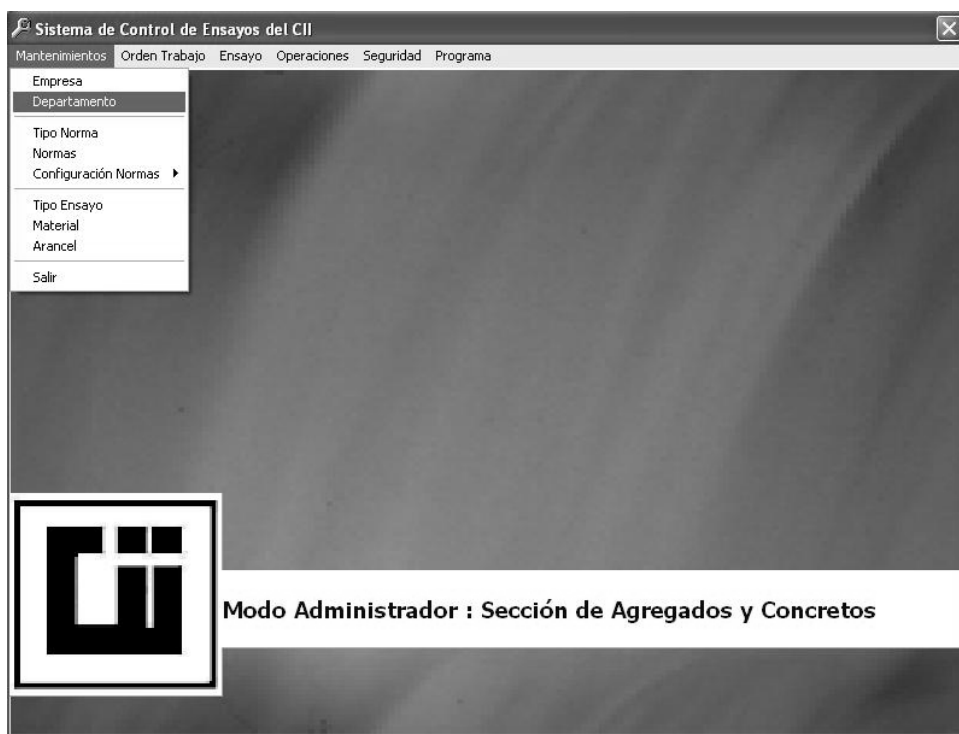 Sistema de Control de Ensayos del CII
Mantenimientos Orden Trabajo Ensayo Operaciones Seguridad Programa
Empresa
Departamento
Tipo Norma
Normas
Configuración Normas
Tipo Ensayo
Material
Arancel
Salir
Cii
Modo Administrador : Sección de Agregados y Concretos